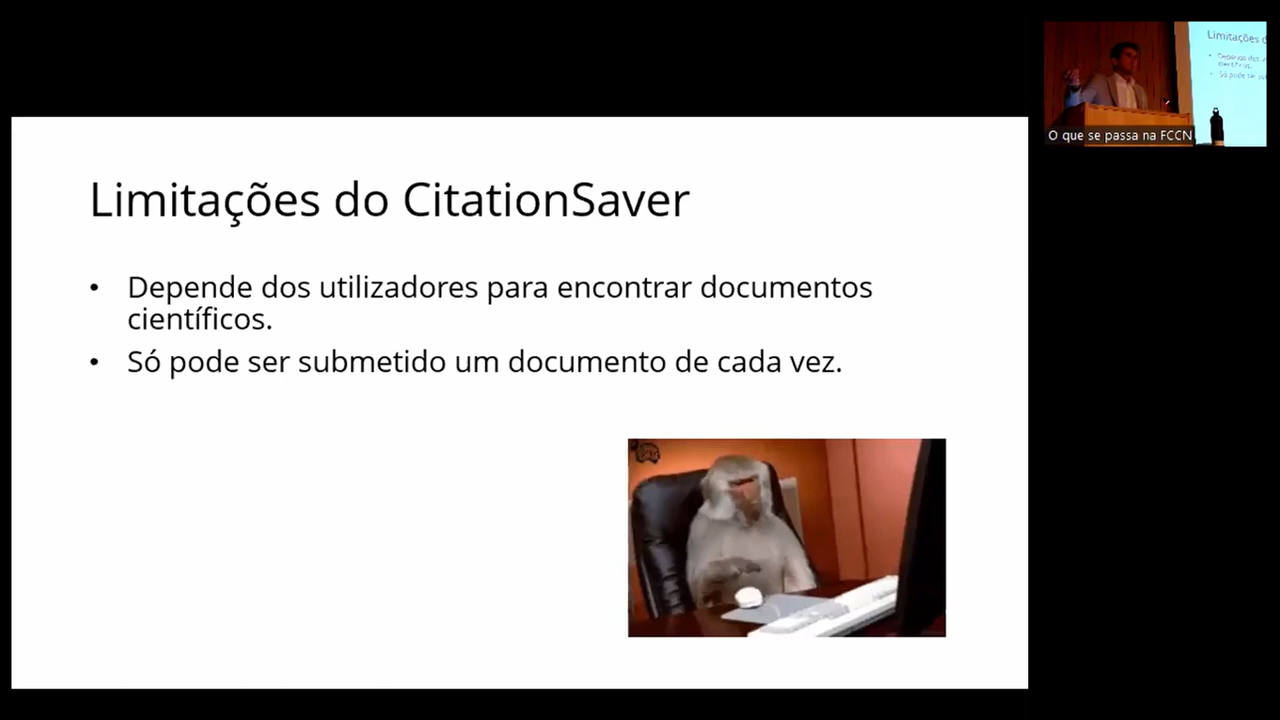 Limitações do CitationSaver
• Depende dos utilizadores para encontrar documentos
científicos.
• Só pode ser submetido um documento de cada vez.
Limitações d
O que se passa na FCCN